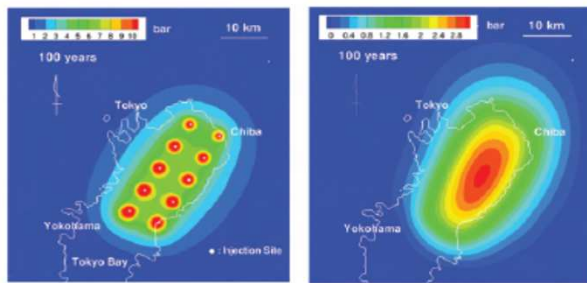 bar
10 km
1 2 3 4 5 6 7 8 9 10
100 years
Tokyo
Chiba
Yokohama
: Injection Site
Tokyo Bay
bar
10 km
0 0.4 0.8 1.2 1.6 2 2.4 2.8
100 years
Tokyo
Chiba
Yokohama
Tokyo Bay